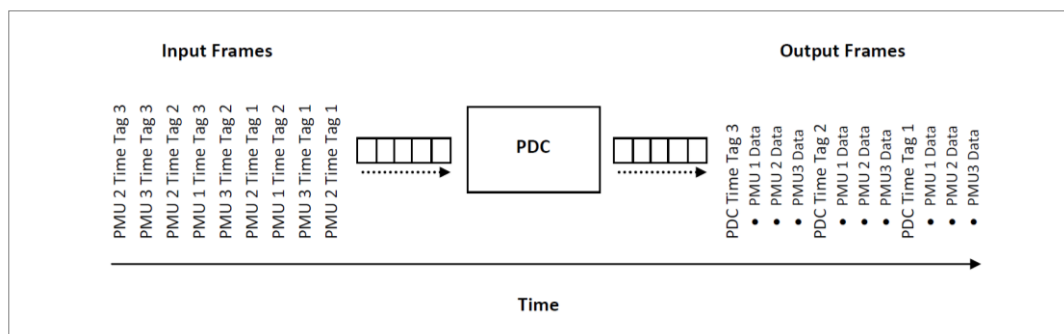 Input Frames
PMU 2 Time Tag 3
PMU 3 Time Tag 3
PMU 2 Time Tag 2
PMU 1 Time Tag 3
PMU 3 Time Tag 2
PMU 2 Time Tag 1
PMU 1 Time Tag 2
PMU 3 Time Tag 1
PMU 2 Time Tag 1
PDC
Output Frames
PDC Time Tag 3
• PMU 1 Data
• PMU 2 Data
• PMU3 Data
PDC Time Tag 2
• PMU 1 Data
• PMU 2 Data
• PMU3 Data
PDC Time Tag 1
• PMU 1 Data
• PMU 2 Data
• PMU3 Data
Time